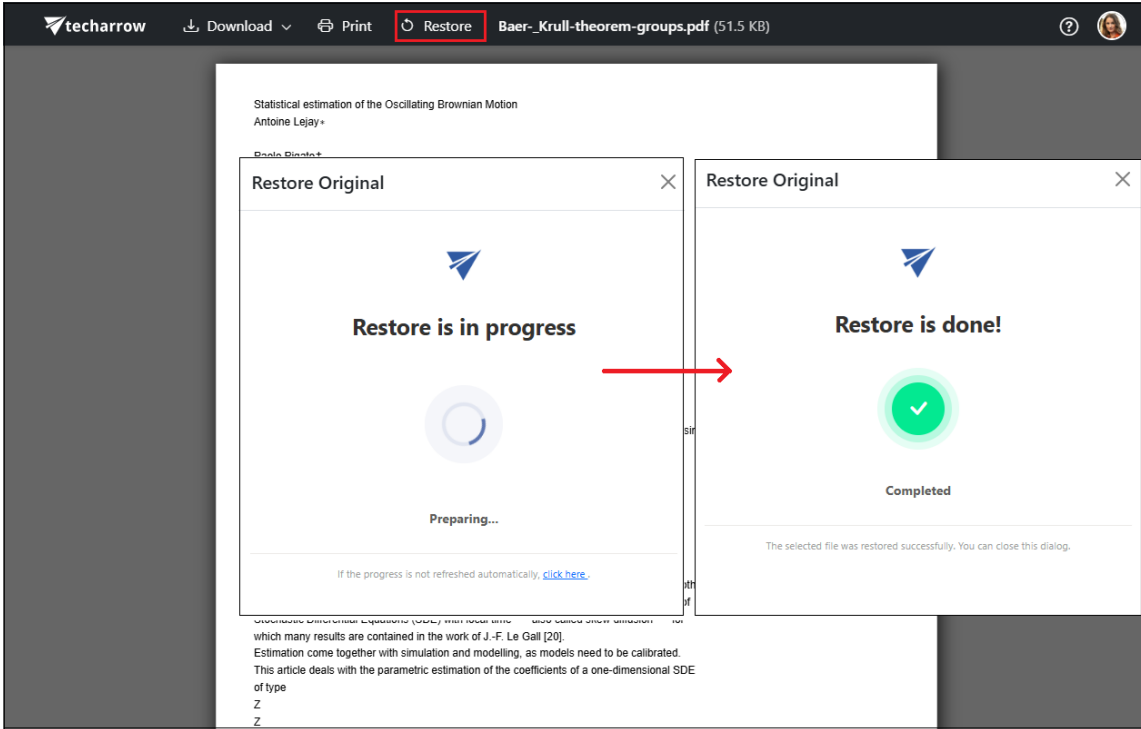 techarrow Download Print Restore Baer-_Krull-theorem-groups.pdf (51.5 KB)
Statistical estimation of the Oscillating Brownian Motion
Antoine Lejay*
Restore Original
Restore is in progress
Preparing...
If the progress is not refreshed automatically, click here .
Restore Original
Restore is done!
Completed
The selected file was restored successfully. You can close this dialog.
of
which many results are contained in the work of J.-F. Le Gall [20].
Estimation come together with simulation and modelling, as models need to be calibrated.
This article deals with the parametric estimation of the coefficients of a one-dimensional SDE
of type
Z
Z